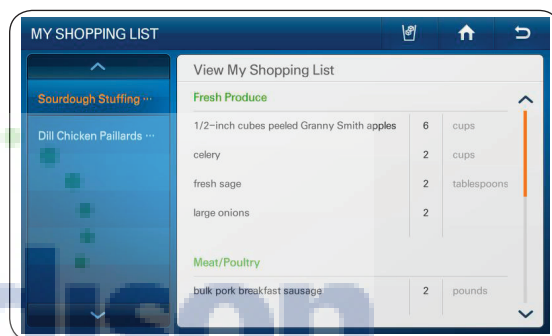 MY SHOPPING LIST
Sourdough Stuffing ···
Dill Chicken Paillards ···
View My Shopping List
Fresh Produce
1/2-inch cubes peeled Granny Smith apples 6 cups
celery 2 cups
fresh sage 2 tablespoons
large onions 2
Meat/Poultry
bulk pork breakfast sausage 2 pounds